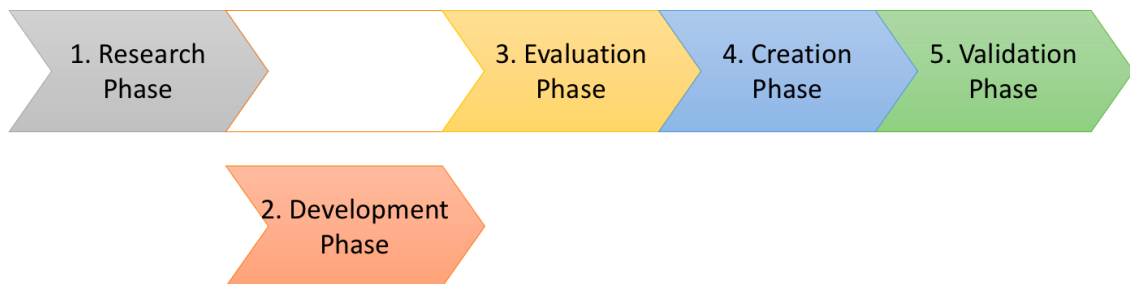 1. Research
Phase
3. Evaluation
Phase
4. Creation
Phase
5. Validation
Phase
2. Development
Phase